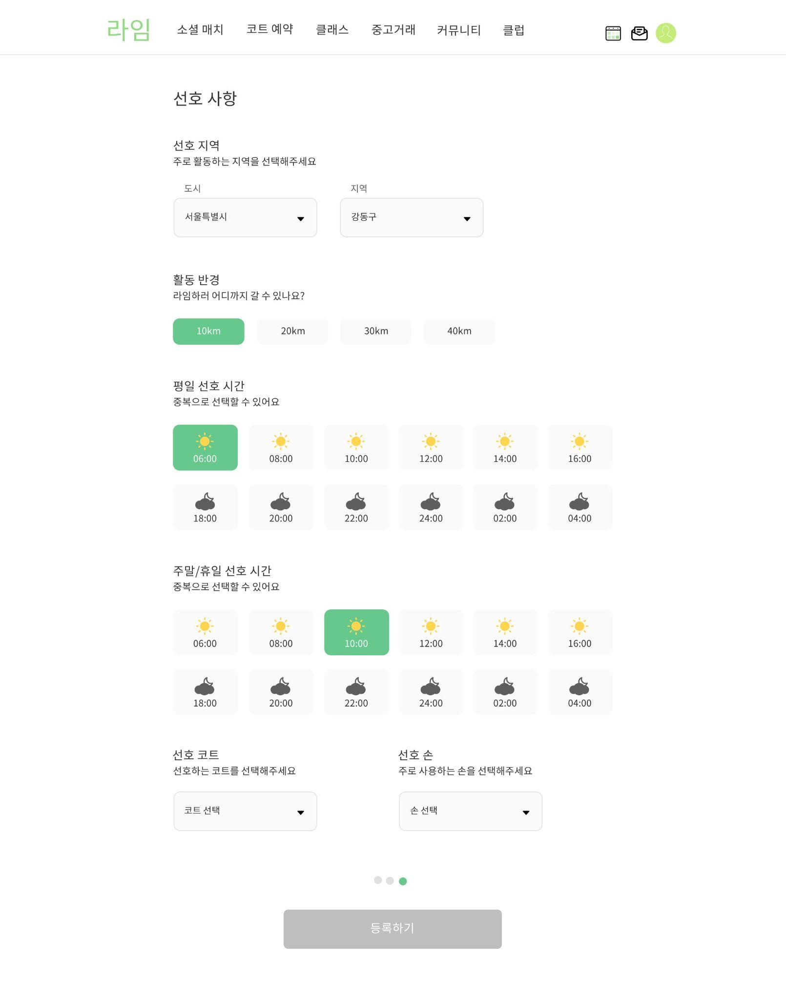 라임 소셜 매치 코트 예약 클래스 중고거래 커뮤니티 클럽
선호 사항
선호 지역
주로 활동하는 지역을 선택해주세요
도시 지역
서울특별시 강동구
활동 반경
라임하러 어디까지 갈 수 있나요?
10km 20km 30km 40km
평일 선호 시간
중복으로 선택할 수 있어요
06:00 08:00 10:00 12:00 14:00 16:00
18:00 20:00 22:00 24:00 02:00 04:00
주말/휴일 선호 시간
중복으로 선택할 수 있어요
06:00 08:00 10:00 12:00 14:00 16:00
18:00 20:00 22:00 24:00 02:00 04:00
선호 코트 선호 손
선호하는 코트를 선택해주세요 주로 사용하는 손을 선택해주세요
코트 선택 손 선택
등록하기